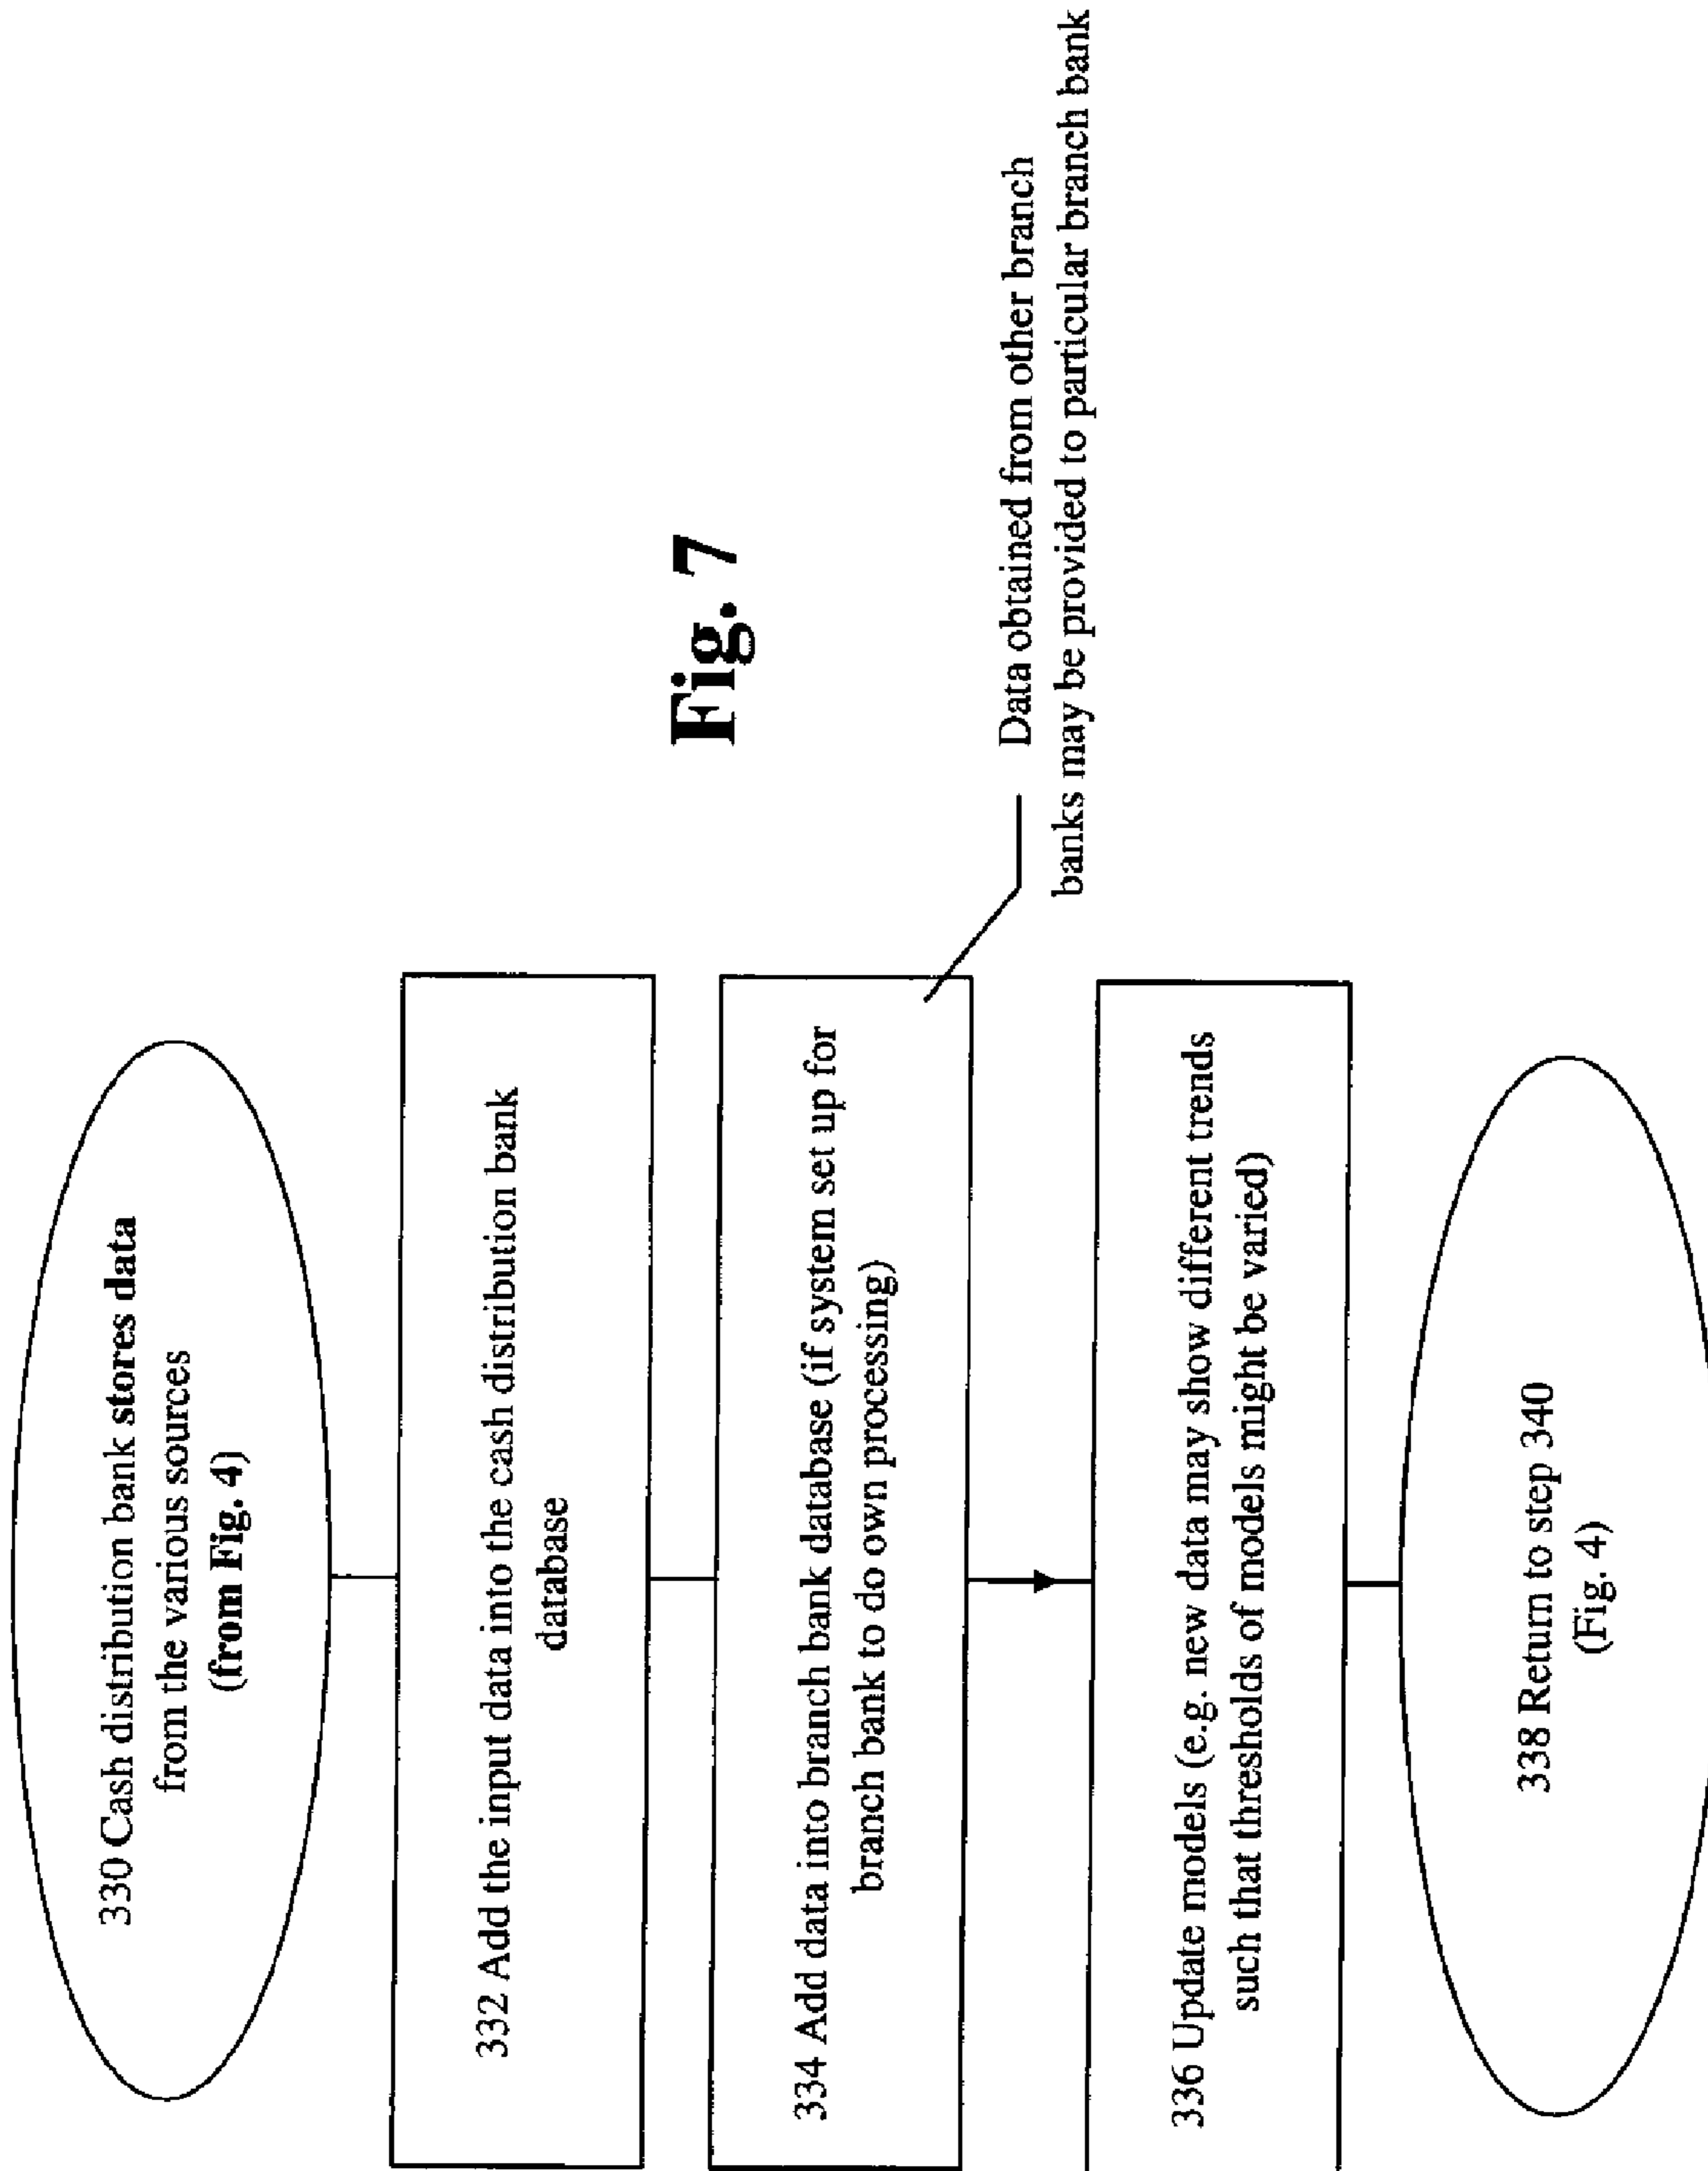 330 Cash distribution bank stores data
from the various sources
(from Fig. 4)
332 Add the input data into the cash distribution bank
database
334 Add data into branch bank database (if system set up for
branch bank to do own processing)
336 Update models (e.g. new data may show different trends
such that thresholds of models might be varied)
338 Return to step 340
(Fig. 4)
Fig. 7
Data obtained from other branch
banks may be provided to particular branch bank